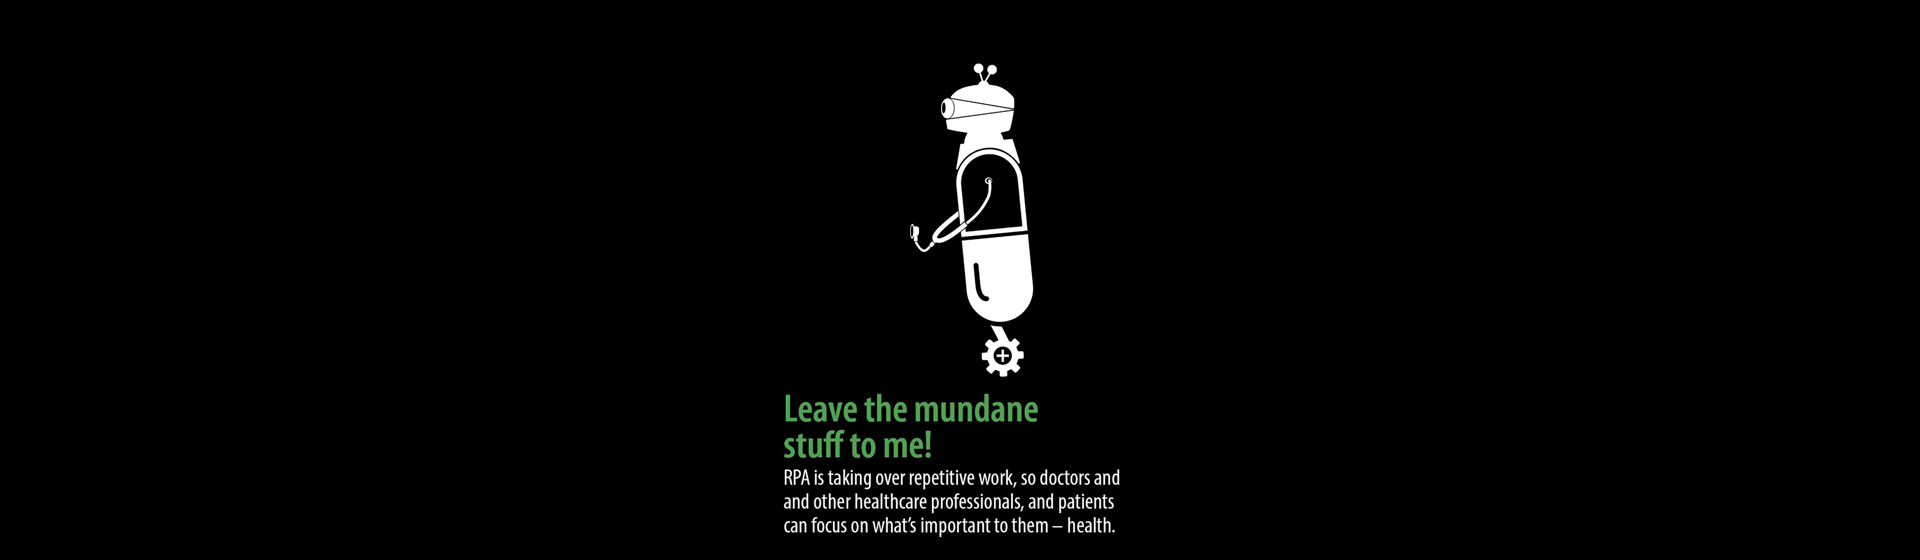 Leave the mundane
stuff to me!
RPA is taking over repetitive work, so doctors and
and other healthcare professionals, and patients
can focus on what's important to them – health.